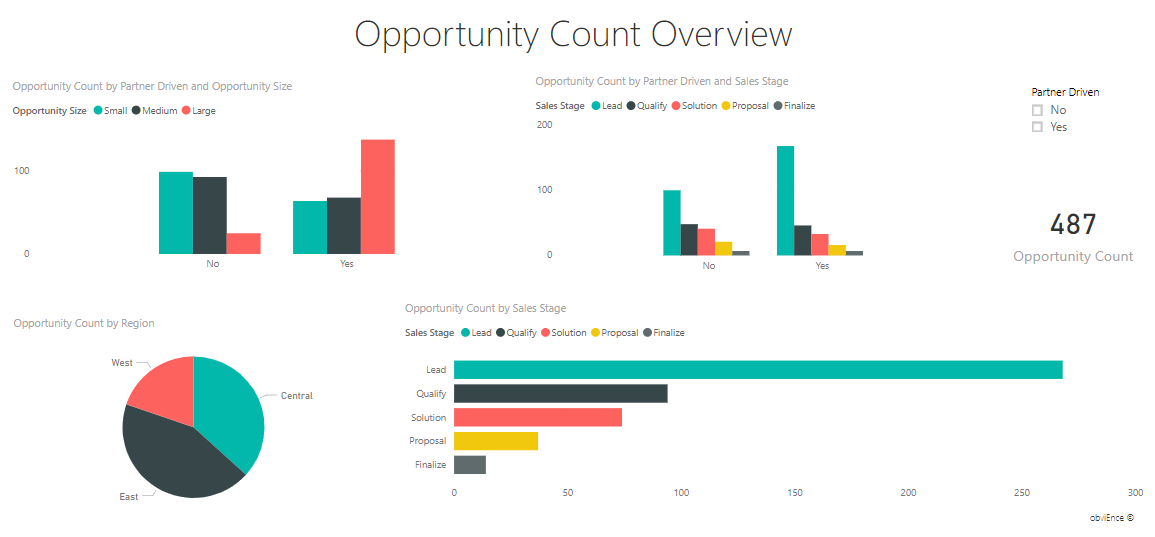 Opportunity Count Overview
Opportunity Count by Partner Driven and Opportunity Size
Opportunity Size Small Medium Large
100
0
No Yes
Opportunity Count by Partner Driven and Sales Stage
Sales Stage Lead Qualify Solution Proposal Finalize
200
100
0
No Yes
Partner Driven
No
Yes
487
Opportunity Count
Opportunity Count by Region
West
Central
East
Opportunity Count by Sales Stage
Sales Stage Lead Qualify Solution Proposal Finalize
Lead
Qualify
Solution
Proposal
Finalize
0 50 100 150 200 250 300
obviEnce ©